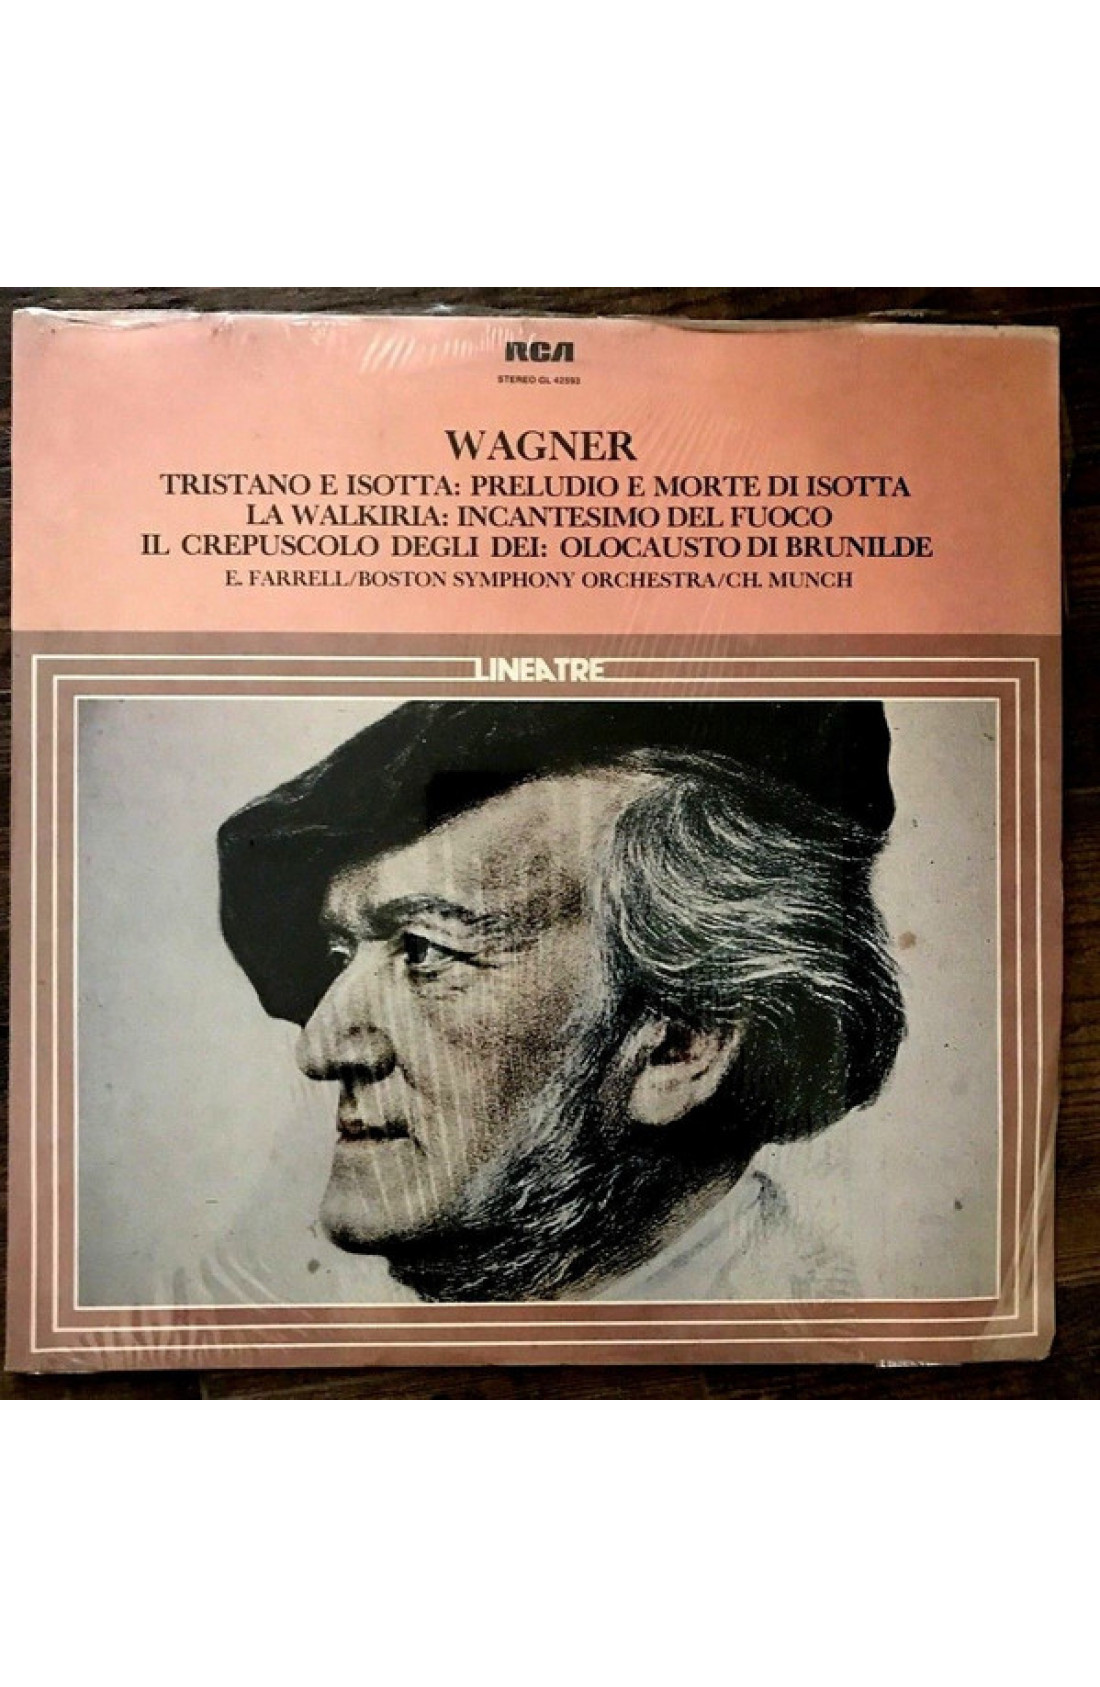 RCA
STEREO GL 42593
WAGNER
TRISTANO E ISOTTA: PRELUDIO E MORTE DI ISOTTA
LA WALKIRIA: INCANTESIMO DEL FUOCO
IL CREPUSCOLO DEGLI DEI: OLOCAUSTO DI BRUNILDE
E. FARRELL/BOSTON SYMPHONY ORCHESTRA/CH. MUNCH
LINEATRE